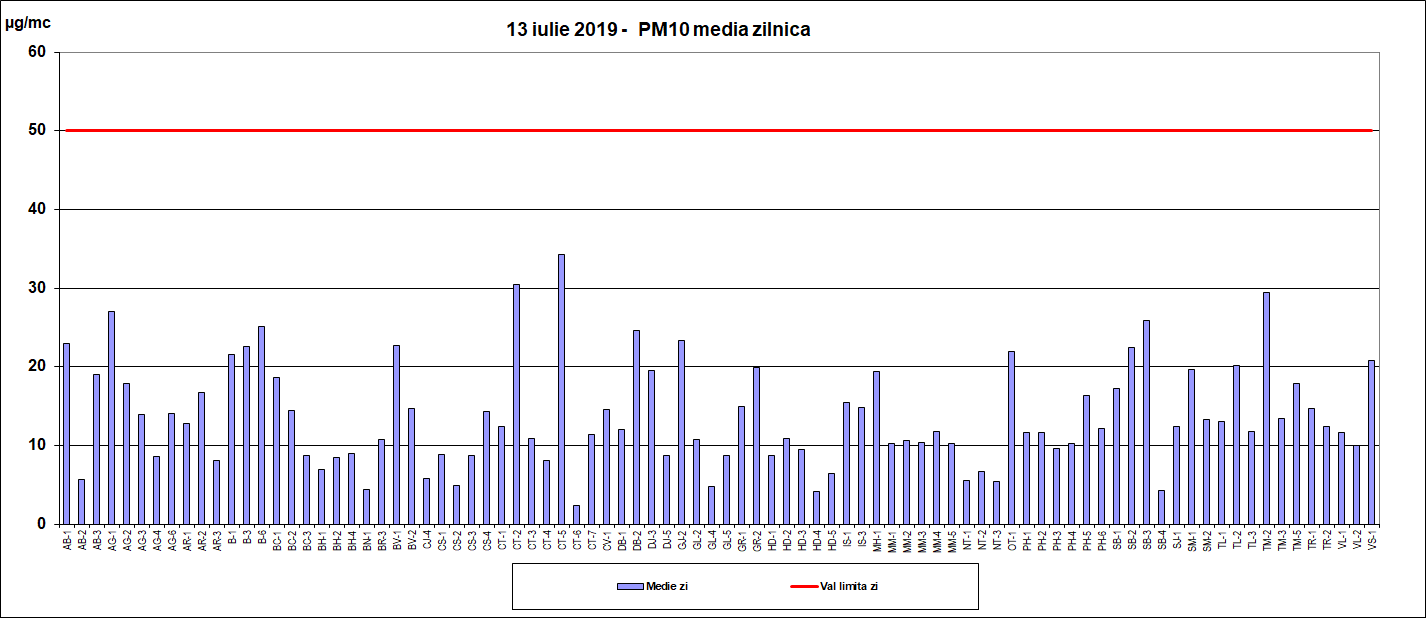 µg/mc
13 iulie 2019 - PM10 media zilnica
60
50
40
30
20
10
0
AB-1 AB-2 AB-3 AG-1 AG-2 AG-3 AG-4 AG-6 AR-1 AR-2 AR-3 B-1 B-3 B-6 BC-1 BC-2 BC-3 BH-1 BH-2 BH-4 BN-1 BR-3 BV-1 BV-2 CJ-4 CS-1 CS-2 CS-3 CS-4 CT-1 CT-2 CT-3 CT-4 CT-5 CT-6 CT-7 CV-1 DB-1 DB-2 DJ-3 DJ-5 GJ-2 GL-2 GL-4 GL-5 GR-1 GR-2 HD-1 HD-2 HD-3 HD-4 HD-5 IS-1 IS-3 MH-1 MM-1 MM-2 MM-3 MM-4 MM-5 NT-1 NT-2 NT-3 OT-1 PH-1 PH-2 PH-3 PH-4 PH-5 PH-6 SB-1 SB-2 SB-3 SB-4 SJ-1 SM-1 SM-2 TL-1 TL-2 TL-3 TM-2 TM-3 TM-5 TR-1 TR-2 VL-1 VL-2 VS-1
Medie zi Val limita zi